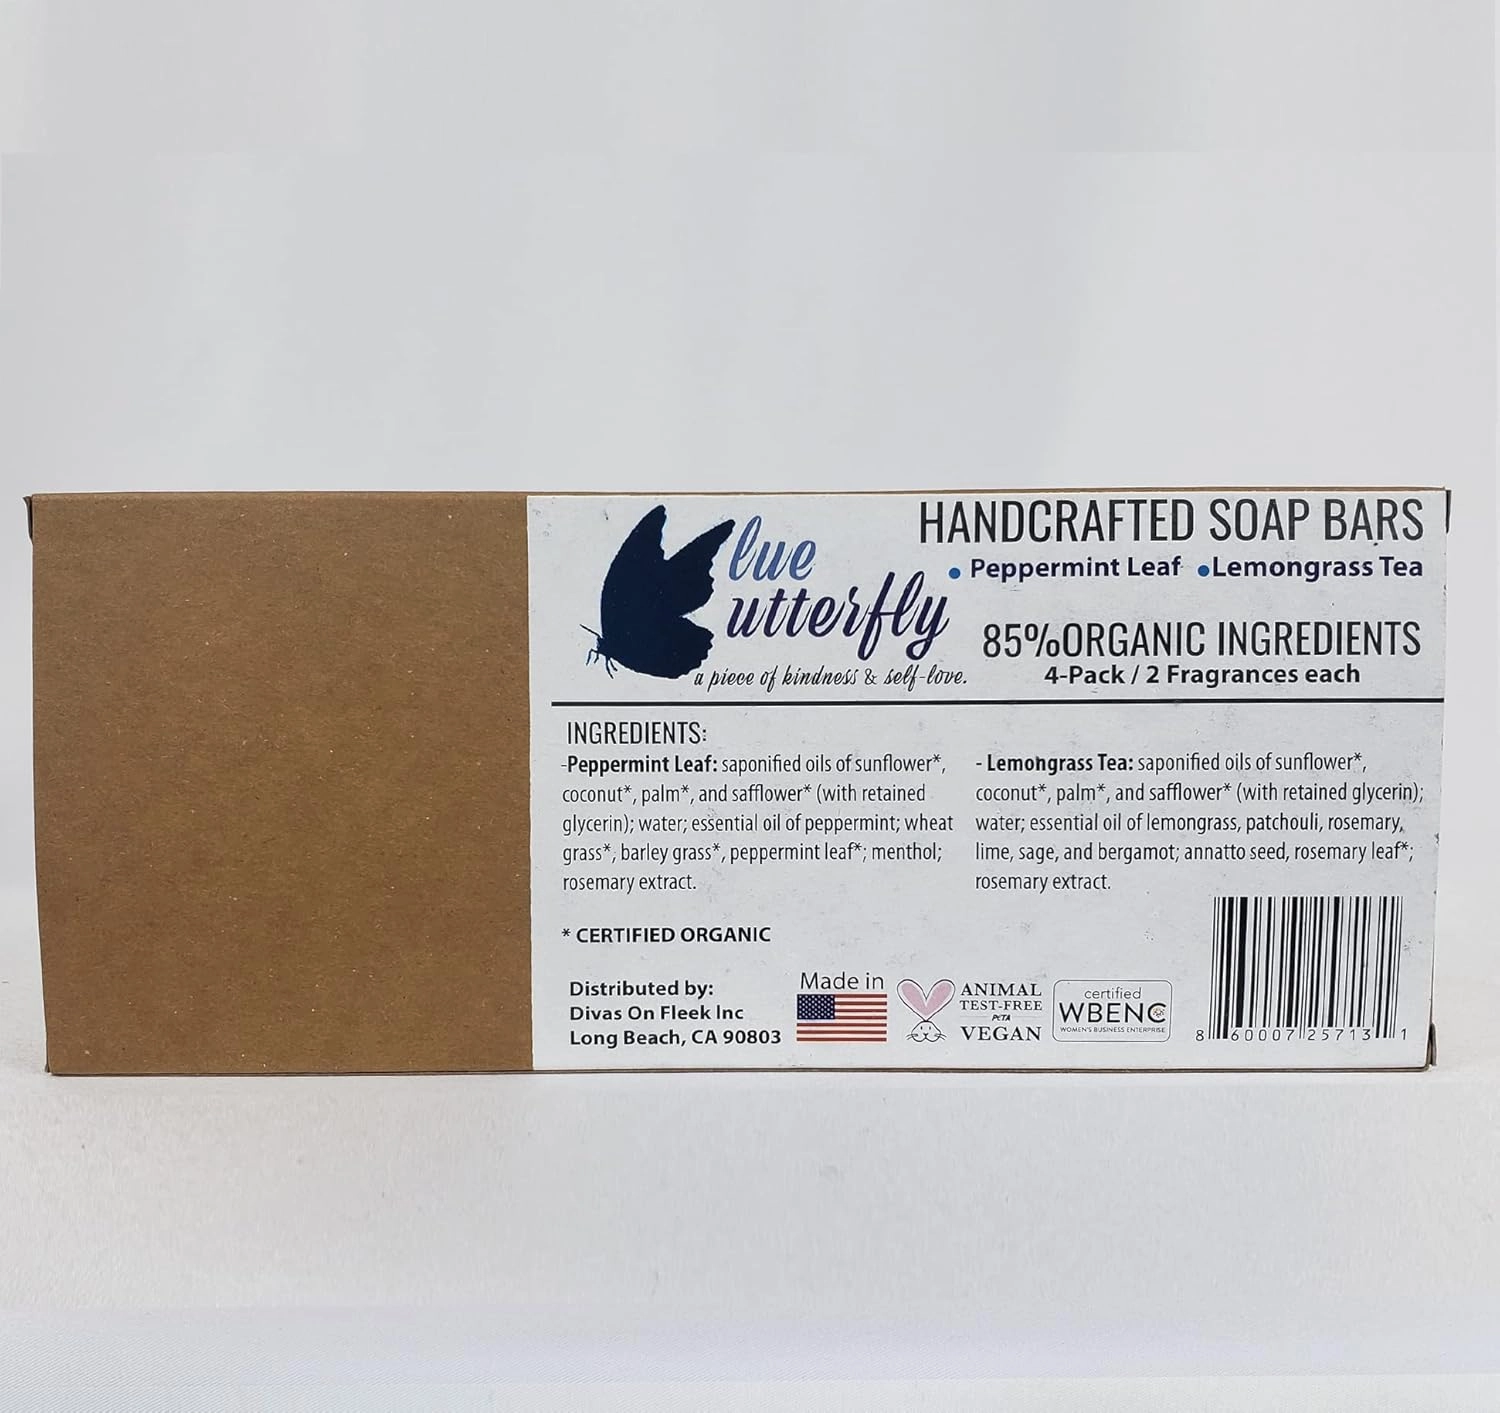 lue
utterfly
a piece of kindness & self-love.
HANDCRAFTED SOAP BARS
• Peppermint Leaf •Lemongrass Tea
85%ORGANIC INGREDIENTS
4-Pack / 2 Fragrances each
INGREDIENTS:
-Peppermint Leaf: saponified oils of sunflower*,
coconut*, palm*, and safflower* (with retained
glycerin); water; essential oil of peppermint; wheat
grass*, barley grass*, peppermint leaf*; menthol;
rosemary extract.
- Lemongrass Tea: saponified oils of sunflower*,
coconut*, palm*, and safflower* (with retained glycerin);
water; essential oil of lemongrass, patchouli, rosemary,
lime, sage, and bergamot; annatto seed, rosemary leaf*;
rosemary extract.
* CERTIFIED ORGANIC
Distributed by:
Divas On Fleek Inc
Long Beach, CA 90803
Made in
ANIMAL
TEST-FREE
PETA
VEGAN
certified
WBENC
WOMEN'S BUSINESS ENTERPRISE
8 60007 25713 1